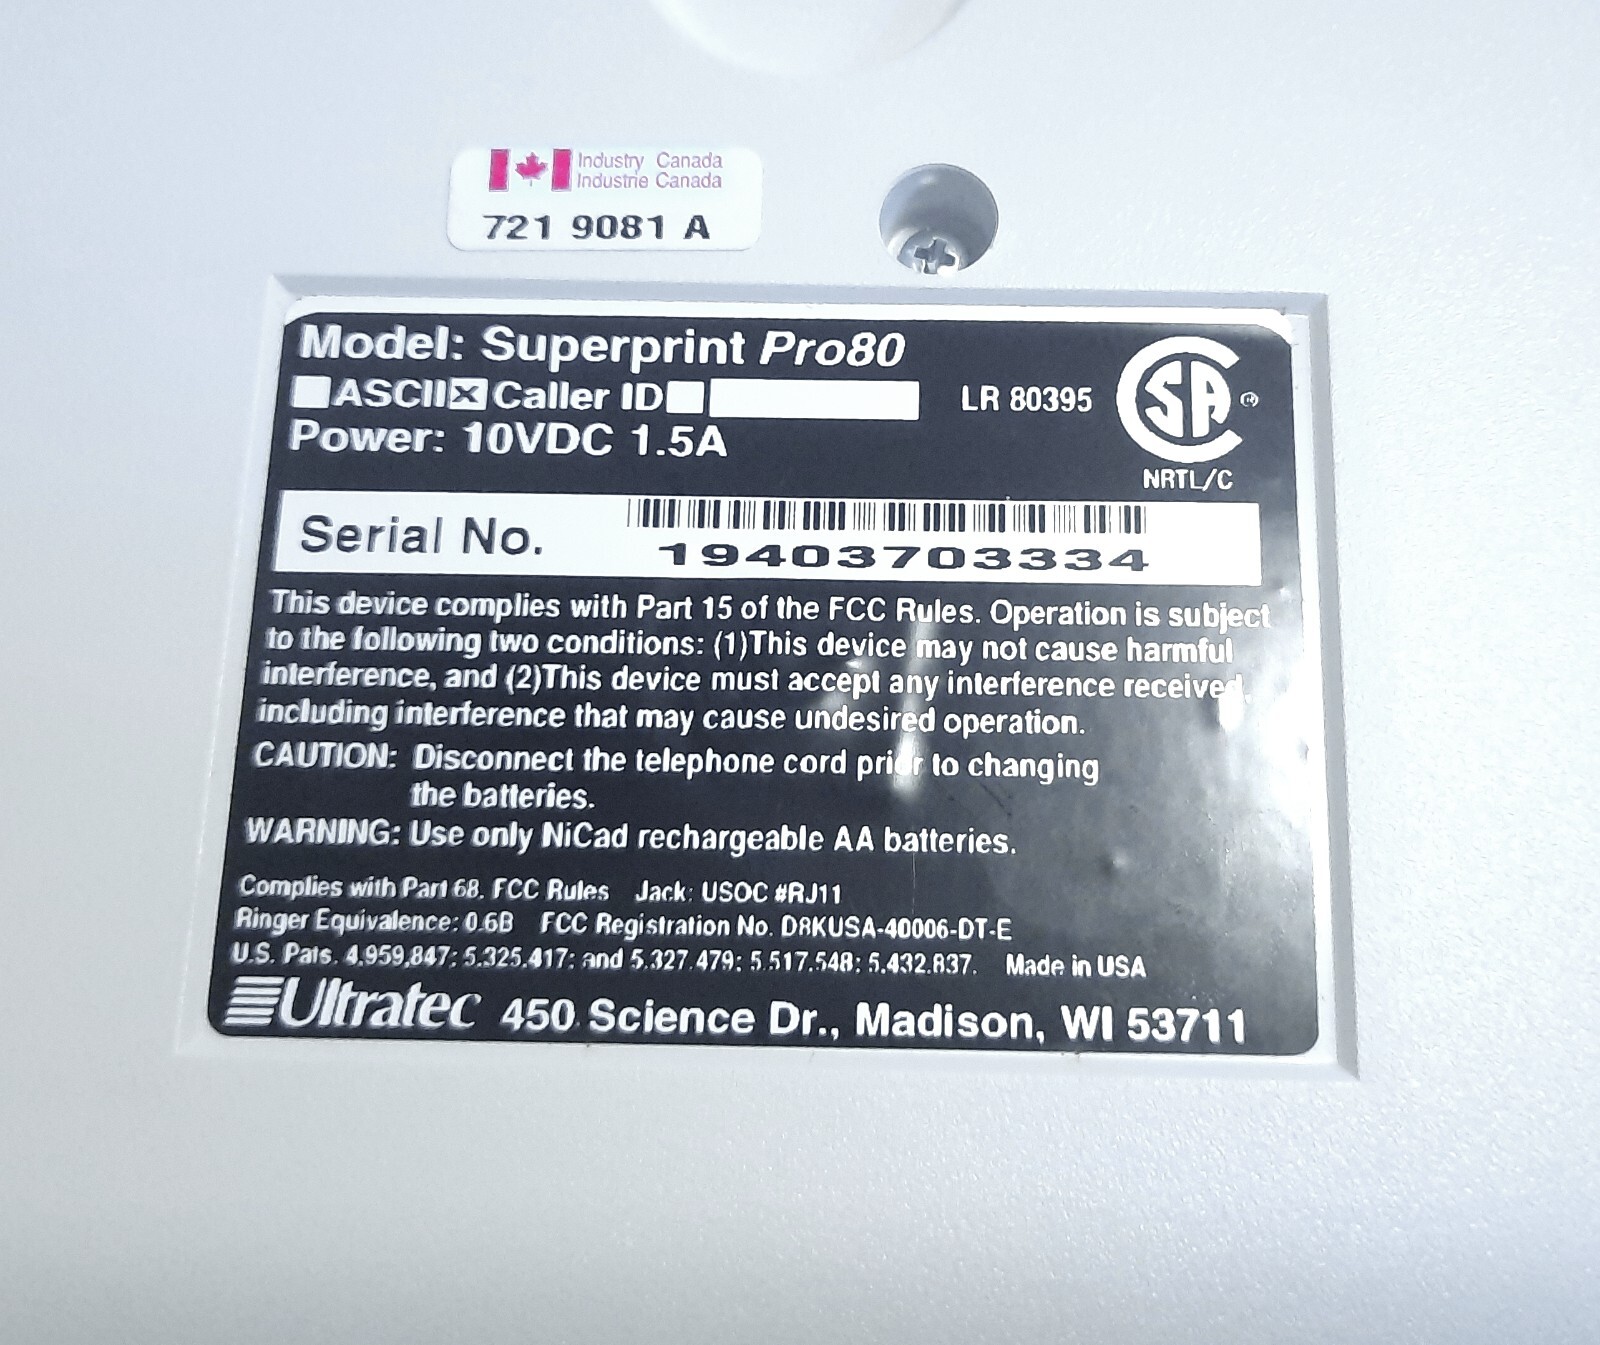 Industry Canada
Industrie Canada
721 9081 A
Model: Superprint Pro80
ASCII Caller ID
LR 80395
Power: 10VDC 1.5A
SA
NRTL/C
Serial No.
19403703334
This device complies with Part 15 of the FCC Rules. Operation is subject
to the following two conditions: (1)This device may not cause harmful
interference, and (2)This device must accept any interference received,
including interference that may cause undesired operation.
CAUTION: Disconnect the telephone cord prior to changing
the batteries.
WARNING: Use only NiCad rechargeable AA batteries.
Complies with Part 68, FCC Rules Jack: USOC #RJ11
Ringer Equivalence: 0.6B FCC Registration No. D8KUSA-40006-DT-E
U.S. Pats. 4,959,847; 5,325,417; and 5,327,479; 5,517,548; 5,432,837. Made in USA
Ultratec 450 Science Dr., Madison, WI 53711